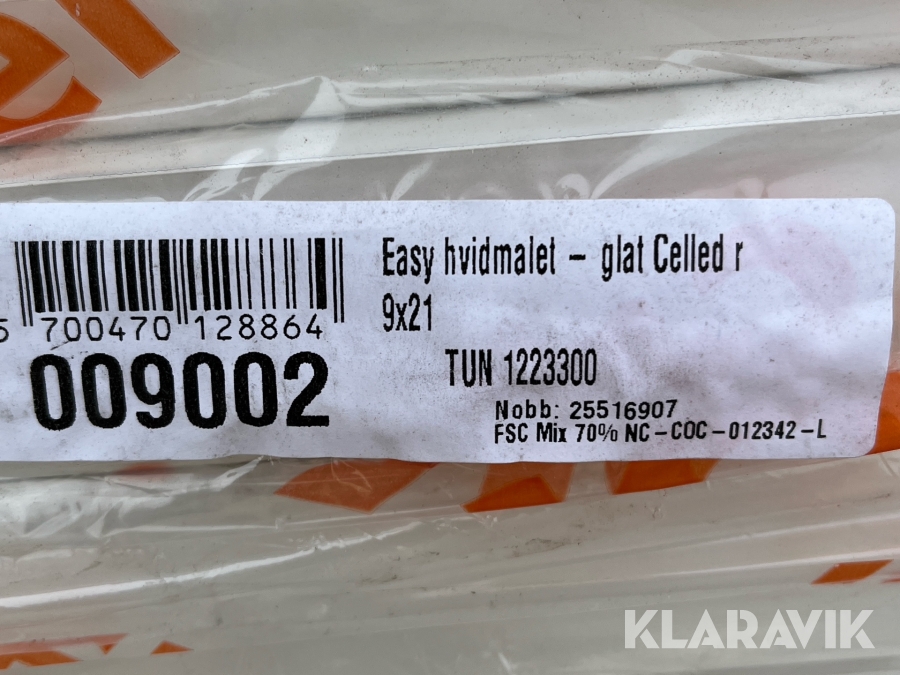 Easy hvidmalet – glat Celled r
9x21
5 700470 128864
009002
TUN 1223300
Nobb: 25516907
FSC Mix 70% NC-COC-012342-L
KLARAVIK